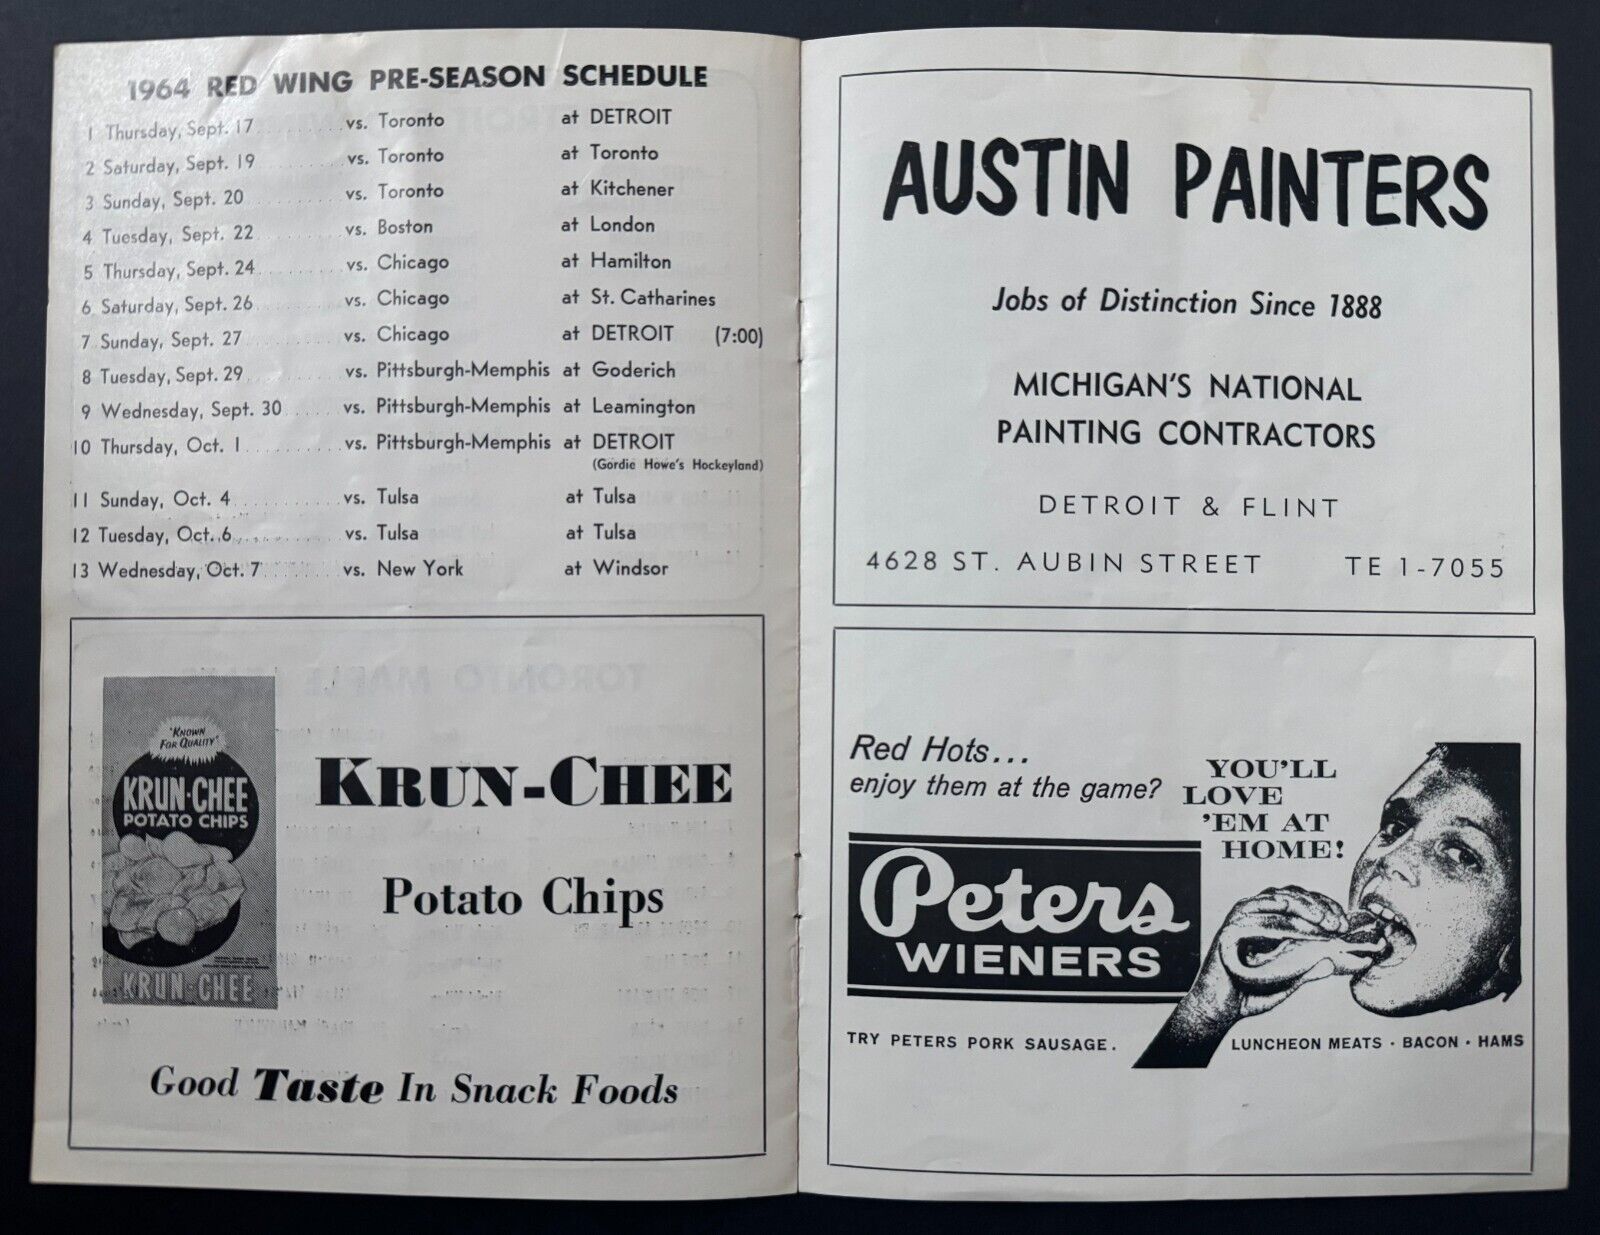 1964 RED WING PRE-SEASON SCHEDULE
1 Thursday, Sept. 17 ........ vs. Toronto at DETROIT
2 Saturday, Sept. 19 ........ vs. Toronto at Toronto
3 Sunday, Sept. 20 ........ vs. Toronto at Kitchener
4 Tuesday, Sept. 22 ........ vs. Boston at London
5 Thursday, Sept. 24 ........ vs. Chicago at Hamilton
6 Saturday, Sept. 26 ........ vs. Chicago at St. Catharines
7 Sunday, Sept. 27 ........ vs. Chicago at DETROIT (7:00)
8 Tuesday, Sept. 29 ........ vs. Pittsburgh-Memphis at Goderich
9 Wednesday, Sept. 30 ...... vs. Pittsburgh-Memphis at Leamington
10 Thursday, Oct. 1 ........ vs. Pittsburgh-Memphis at DETROIT
(Gordie Howe's Hockeyland)
11 Sunday, Oct. 4 ........ vs. Tulsa at Tulsa
12 Tuesday, Oct. 6 ........ vs. Tulsa at Tulsa
13 Wednesday, Oct. 7 ........ vs. New York at Windsor
"KNOWN
FOR QUALITY"
KRUN-CHEE
POTATO CHIPS
KRUN-CHEE
KRUN-CHEE
Potato Chips
Good Taste In Snack Foods
AUSTIN PAINTERS
Jobs of Distinction Since 1888
MICHIGAN'S NATIONAL
PAINTING CONTRACTORS
DETROIT & FLINT
4628 ST. AUBIN STREET TE 1-7055
Red Hots...
enjoy them at the game?
YOU'LL
LOVE
'EM AT
HOME!
Peters
WIENERS
TRY PETERS PORK SAUSAGE.
LUNCHEON MEATS · BACON · HAMS